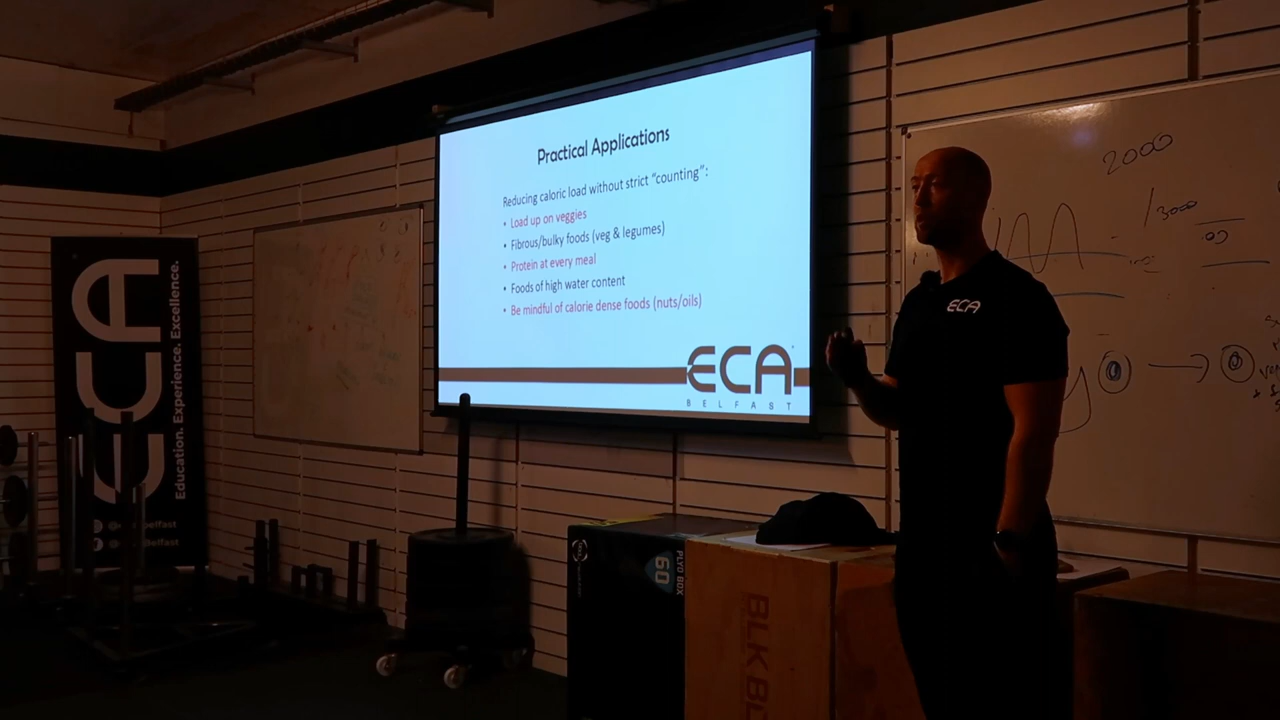 Practical Applications
Reducing caloric load without strict “counting”:
• Load up on veggies
• Fibrous/bulky foods (veg & legumes)
• Protein at every meal
• Foods of high water content
• Be mindful of calorie dense foods (nuts/oils)
ECA
BELFAST
ECA
Education. Experience. Excellence.
ECA
2000
/3000
60
PLYO BOX
BLK BO